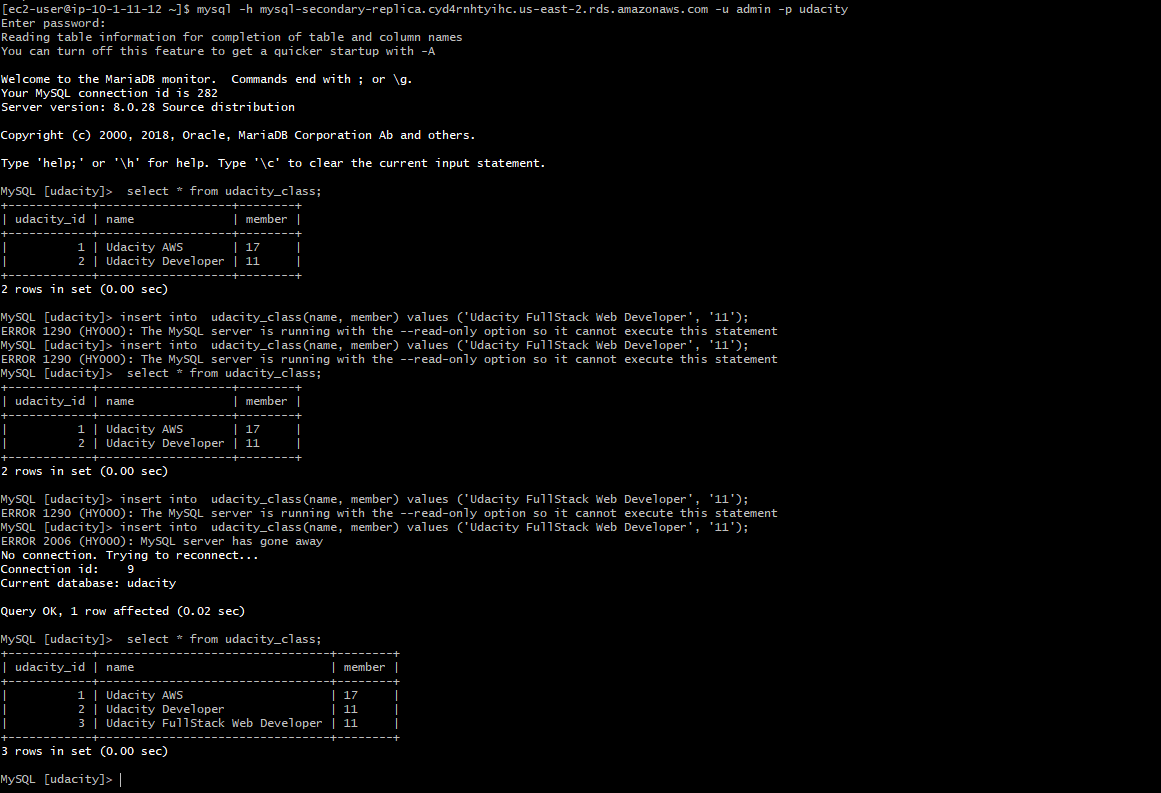 [ec2-user@ip-10-1-11-12 ~]$ mysql -h mysql-secondary-replica.cyd4rnhtyihc.us-east-2.rds.amazonaws.com -u admin -p udacity
Enter password:
Reading table information for completion of table and column names
You can turn off this feature to get a quicker startup with -A

Welcome to the MariaDB monitor.  Commands end with ; or \g.
Your MySQL connection id is 282
Server version: 8.0.28 Source distribution

Copyright (c) 2000, 2018, Oracle, MariaDB Corporation Ab and others.

Type 'help;' or '\h' for help. Type '\c' to clear the current input statement.

MySQL [udacity]>  select * from udacity_class;
+------------+-------------------+--------+
| udacity_id | name              | member |
+------------+-------------------+--------+
|          1 | Udacity AWS       | 17     |
|          2 | Udacity Developer | 11     |
+------------+-------------------+--------+
2 rows in set (0.00 sec)

MySQL [udacity]> insert into  udacity_class(name, member) values ('Udacity FullStack Web Developer', '11');
ERROR 1290 (HY000): The MySQL server is running with the --read-only option so it cannot execute this statement
MySQL [udacity]> insert into  udacity_class(name, member) values ('Udacity FullStack Web Developer', '11');
ERROR 1290 (HY000): The MySQL server is running with the --read-only option so it cannot execute this statement
MySQL [udacity]>  select * from udacity_class;
+------------+-------------------+--------+
| udacity_id | name              | member |
+------------+-------------------+--------+
|          1 | Udacity AWS       | 17     |
|          2 | Udacity Developer | 11     |
+------------+-------------------+--------+
2 rows in set (0.00 sec)

MySQL [udacity]> insert into  udacity_class(name, member) values ('Udacity FullStack Web Developer', '11');
ERROR 1290 (HY000): The MySQL server is running with the --read-only option so it cannot execute this statement
MySQL [udacity]> insert into  udacity_class(name, member) values ('Udacity FullStack Web Developer', '11');
ERROR 2006 (HY000): MySQL server has gone away
No connection. Trying to reconnect...
Connection id:    9
Current database: udacity

Query OK, 1 row affected (0.02 sec)

MySQL [udacity]>  select * from udacity_class;
+------------+---------------------------------+--------+
| udacity_id | name                            | member |
+------------+---------------------------------+--------+
|          1 | Udacity AWS                     | 17     |
|          2 | Udacity Developer               | 11     |
|          3 | Udacity FullStack Web Developer | 11     |
+------------+---------------------------------+--------+
3 rows in set (0.00 sec)

MySQL [udacity]>